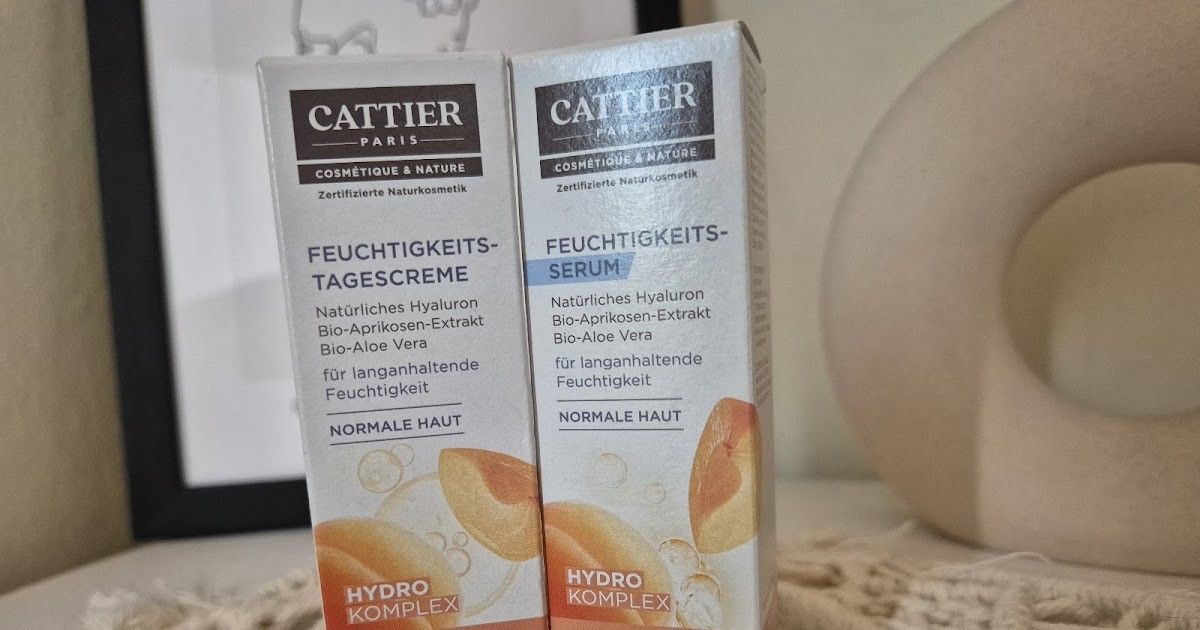 CATTIER
PARIS
COSMÉTIQUE & NATURE
Zertifizierte Naturkosmetik
FEUCHTIGKEITS-
TAGESCREME
Natürliches Hyaluron
Bio-Aprikosen-Extrakt
Bio-Aloe Vera
für langanhaltende
Feuchtigkeit
NORMALE HAUT
HYDRO
KOMPLEX
CATTIER
PARIS
COSMÉTIQUE & NATURE
Zertifizierte Naturkosmetik
FEUCHTIGKEITS-
SERUM
Natürliches Hyaluron
Bio-Aprikosen-Extrakt
Bio-Aloe Vera
für langanhaltende
Feuchtigkeit
NORMALE HAUT
HYDRO
KOMPLEX